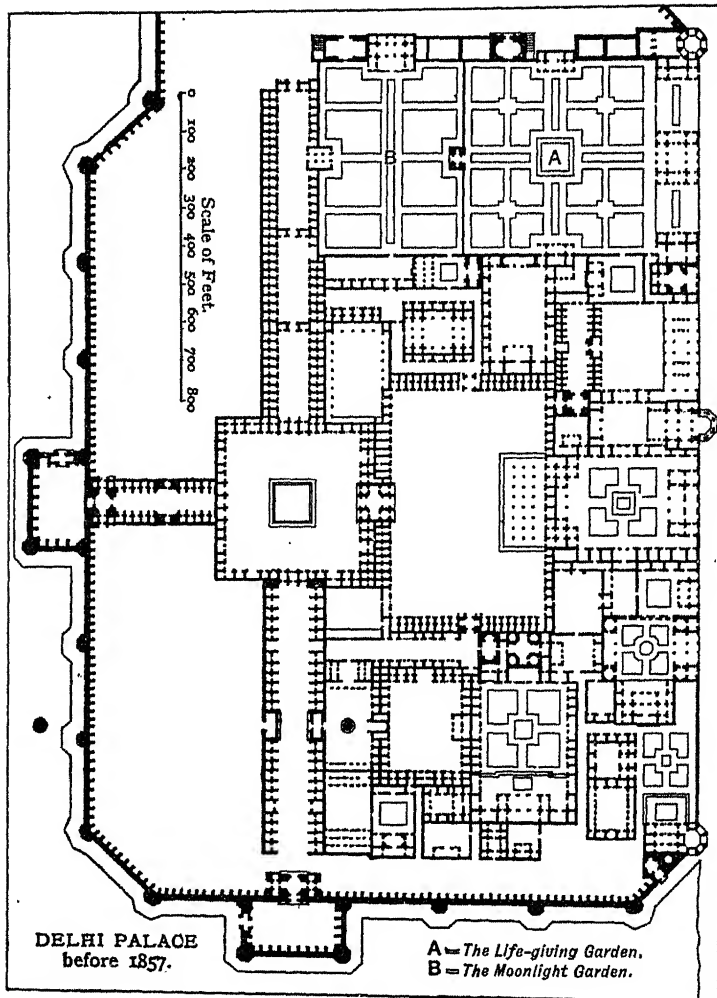 A
B
0
100
200
300
400
500
600
700
800
Scale of Feet
DELHI PALACE
before 1857.
A = The Life-giving Garden.
B = The Moonlight Garden.